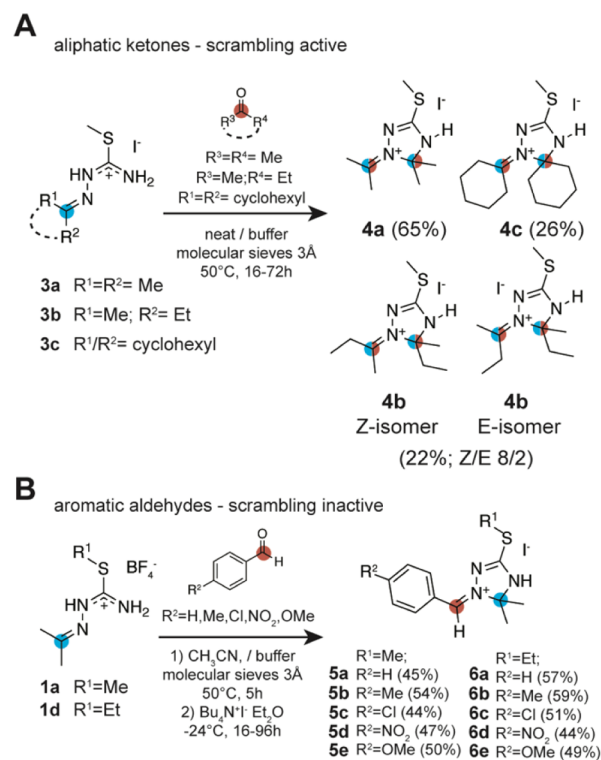 A
aliphatic ketones - scrambling active
S
I⁻
HN
NH₂
+
N
R¹
R²
3a R¹=R²= Me
3b R¹=Me; R²= Et
3c R¹/R²= cyclohexyl
O
R³ R⁴
R³=R⁴= Me
R³=Me;R⁴= Et
R¹=R²= cyclohexyl
neat / buffer
molecular sieves 3Å
50°C, 16-72h
S I⁻
N
N-H
N⁺
4a (65%)
S I⁻
N
N-H
N⁺
4c (26%)
S
I⁻
N
N-H
N⁺
4b
Z-isomer
S
I⁻
N
N-H
N⁺
4b
E-isomer
(22%; Z/E 8/2)
B
aromatic aldehydes - scrambling inactive
R¹
S
BF₄⁻
HN
NH₂
+
N
1a R¹=Me
1d R¹=Et
O
H
R²
R²=H,Me,Cl,NO₂,OMe
1) CH₃CN, / buffer
molecular sieves 3Å
50°C, 5h
2) Bu₄N⁺I⁻ Et₂O
-24°C, 16-96h
R¹
S
I⁻
R²
N
NH
N⁺
H
R¹=Me; R¹=Et;
5a R²=H (45%) 6a R²=H (57%)
5b R²=Me (54%) 6b R²=Me (59%)
5c R²=Cl (44%) 6c R²=Cl (51%)
5d R²=NO₂ (47%) 6d R²=NO₂ (44%)
5e R²=OMe (50%) 6e R²=OMe (49%)